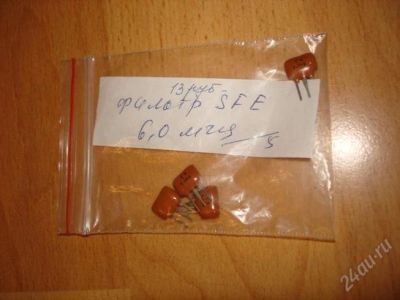 13 руб.
фильтр SFE
6,0 мгц
5
24au.ru